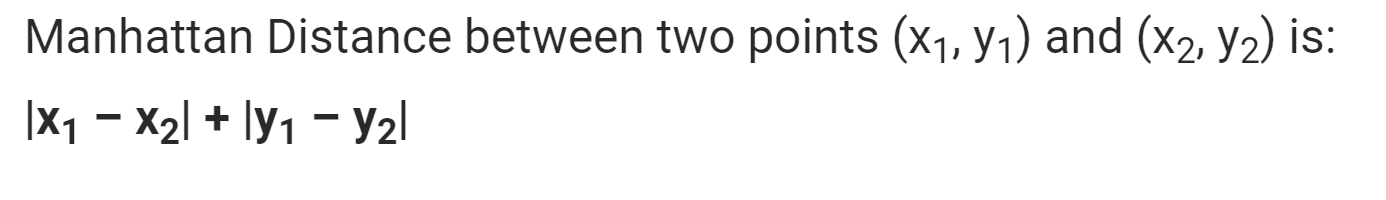 Manhattan Distance between two points (x₁, y₁) and (x₂, y₂) is:
|x₁ – x₂| + |y₁ – y₂|